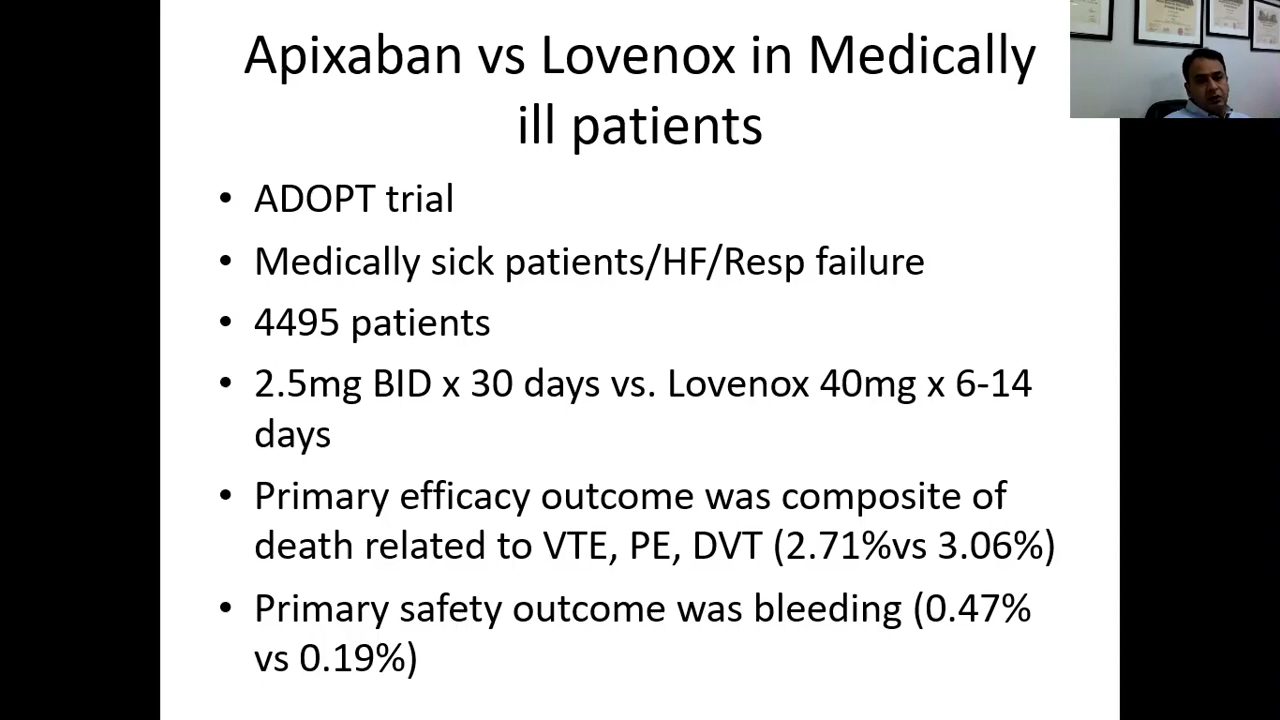 Apixaban vs Lovenox in Medically
ill patients
• ADOPT trial
• Medically sick patients/HF/Resp failure
• 4495 patients
• 2.5mg BID x 30 days vs. Lovenox 40mg x 6-14
days
• Primary efficacy outcome was composite of
death related to VTE, PE, DVT (2.71%vs 3.06%)
• Primary safety outcome was bleeding (0.47%
vs 0.19%)